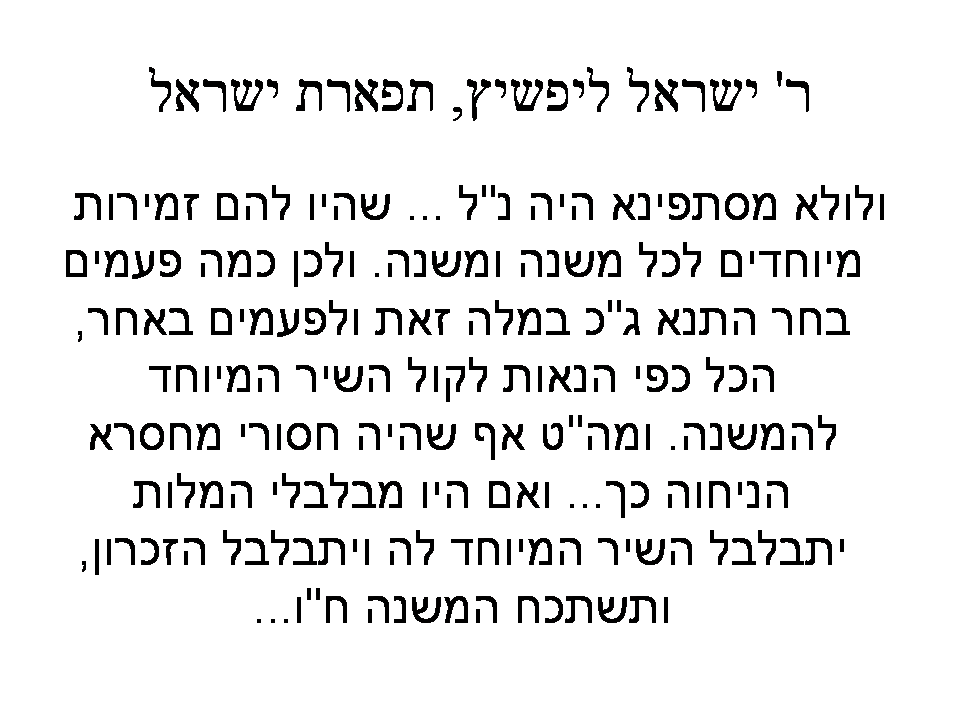 ר' ישראל ליפשיץ, תפארת ישראל
ולולא מסתפינא היה נ"ל ... שהיו להם זמירות
מיוחדים לכל משנה ומשנה. ולכן כמה פעמים
בחר התנא ג"כ במלה זאת ולפעמים באחר,
הכל כפי הנאות לקול השיר המיוחד
להמשנה. ומה"ט אף שהיה חסורי מחסרא
הניחוה כך... ואם היו מבלבלי המלות
יתבלבל השיר המיוחד לה ויתבלבל הזכרון,
ותשתכח המשנה ח"ו...